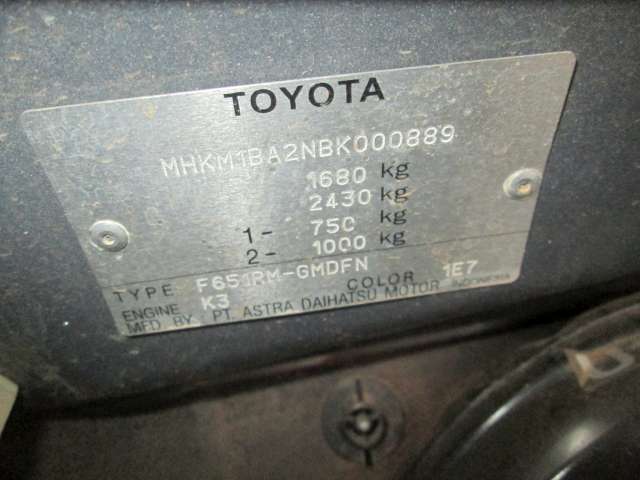 TOYOTA
MHKM1BA2NBK000889
1680 kg
2430 kg
1- 750 kg
2- 1000 kg
TYPE F651RM-GMDFN COLOR 1E7
ENGINE K3
MFD. BY PT. ASTRA DAIHATSU MOTOR INDONESIA